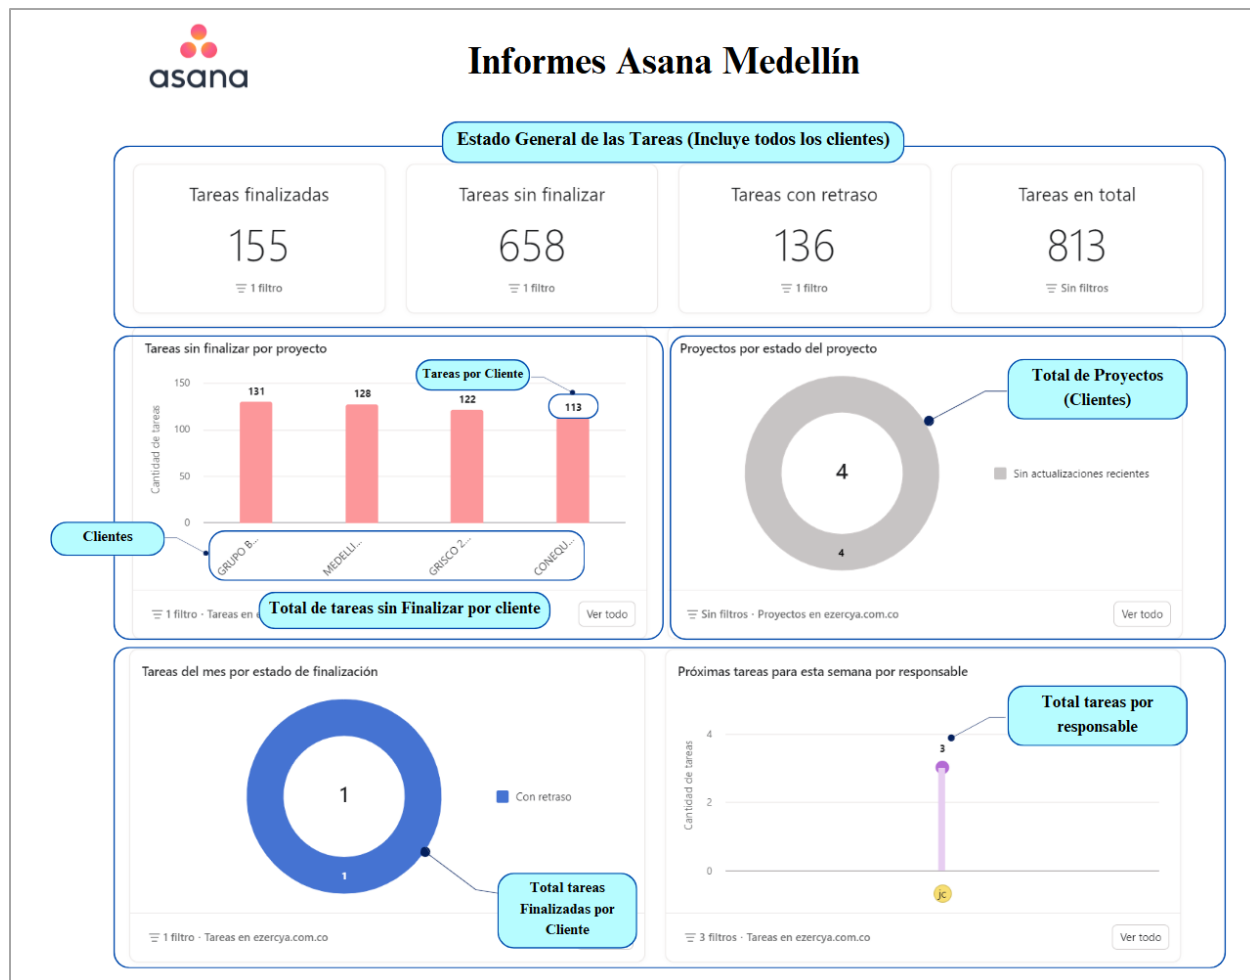 asana
Informes Asana Medellín
Estado General de las Tareas (Incluye todos los clientes)
Tareas finalizadas
155
1 filtro
Tareas sin finalizar
658
1 filtro
Tareas con retraso
136
1 filtro
Tareas en total
813
Sin filtros
Tareas sin finalizar por proyecto
Tareas por Cliente
Cantidad de tareas
150
100
50
0
131
128
122
113
Clientes
GRUPO B...
MEDELLI...
GRISCO 2...
CONEQU...
Total de tareas sin Finalizar por cliente
1 filtro · Tareas en
Ver todo
Proyectos por estado del proyecto
Total de Proyectos
(Clientes)
4
4
Sin actualizaciones recientes
Sin filtros · Proyectos en ezercya.com.co
Ver todo
Tareas del mes por estado de finalización
1
1
Con retraso
Total tareas
Finalizadas por
Cliente
1 filtro · Tareas en ezercya.com.co
Próximas tareas para esta semana por responsable
Total tareas por
responsable
Cantidad de tareas
4
2
0
3
jc
3 filtros · Tareas en ezercya.com.co
Ver todo